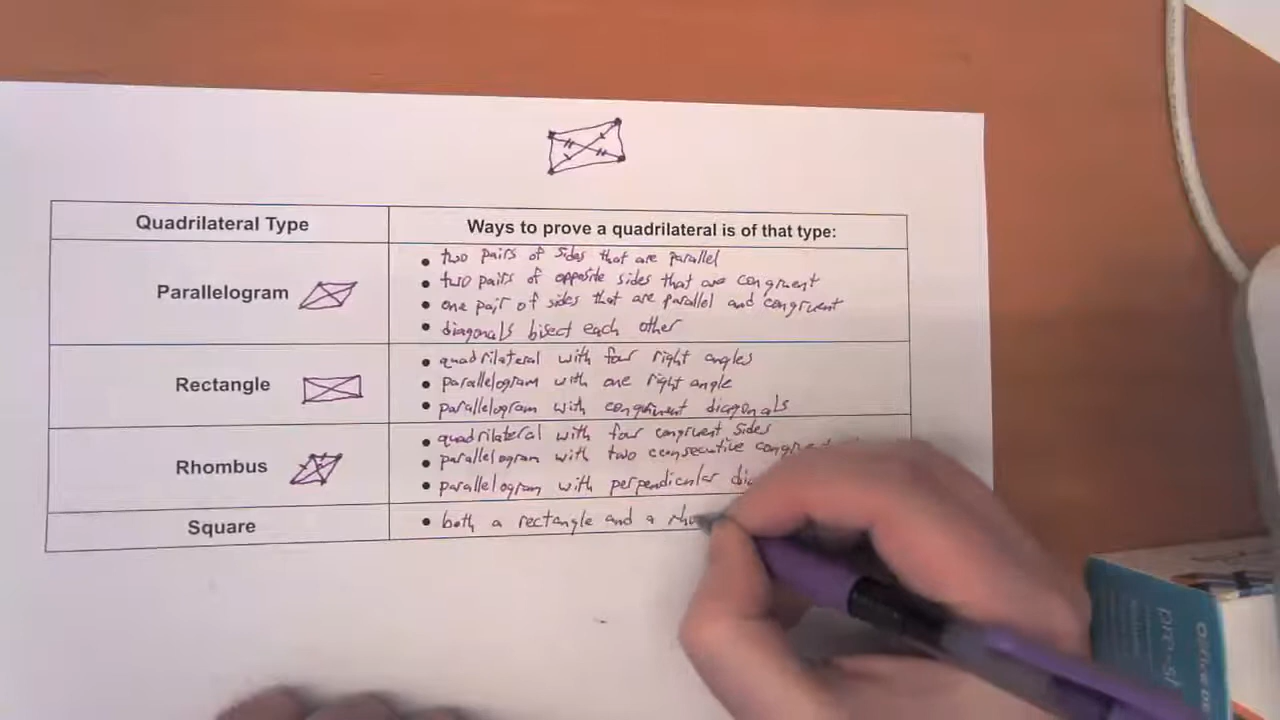 Quadrilateral Type
Ways to prove a quadrilateral is of that type:
Parallelogram
• two pairs of sides that are parallel
• two pairs of opposite sides that are congruent
• one pair of sides that are parallel and congruent
• diagonals bisect each other
Rectangle
• quadrilateral with four right angles
• parallelogram with one right angle
• parallelogram with congruent diagonals
Rhombus
• quadrilateral with four congruent sides
• parallelogram with two consecutive
• parallelogram with perpendicular
Square
• both a rectangle and a